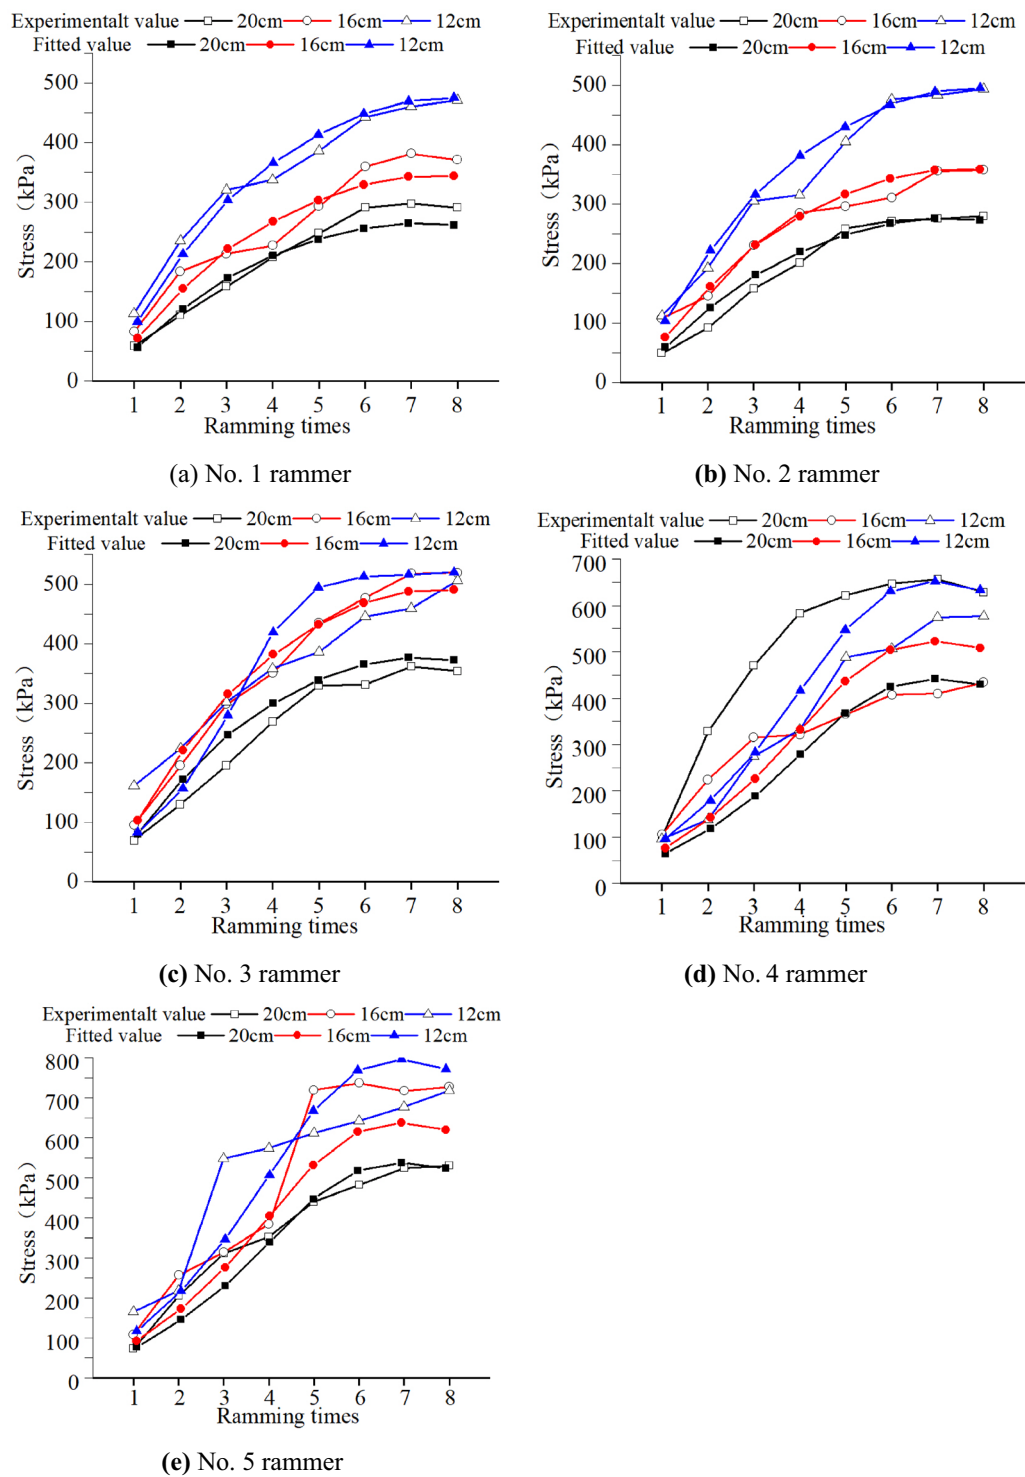 Experimentalt value 20cm 16cm 12cm
Fitted value 20cm 16cm 12cm
500
400
300
200
100
0
Stress（kPa）
1 2 3 4 5 6 7 8
Ramming times
(a) No. 1 rammer
Experimentalt value 20cm 16cm 12cm
Fitted value 20cm 16cm 12cm
500
400
300
200
100
0
Stress（kPa）
1 2 3 4 5 6 7 8
Ramming times
(b) No. 2 rammer
Experimentalt value 20cm 16cm 12cm
Fitted value 20cm 16cm 12cm
500
400
300
200
100
0
Stress（kPa）
1 2 3 4 5 6 7 8
Ramming times
(c) No. 3 rammer
Experimentalt value 20cm 16cm 12cm
Fitted value 20cm 16cm 12cm
700
600
500
400
300
200
100
0
Stress（kPa）
1 2 3 4 5 6 7 8
Ramming times
(d) No. 4 rammer
Experimentalt value 20cm 16cm 12cm
Fitted value 20cm 16cm 12cm
800
700
600
500
400
300
200
100
0
Stress（kPa）
1 2 3 4 5 6 7 8
Ramming times
(e) No. 5 rammer